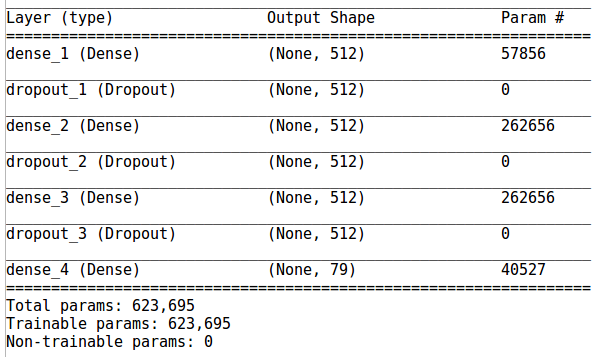 Layer (type) Output Shape Param #
=================================================================
dense_1 (Dense) (None, 512) 57856
dropout_1 (Dropout) (None, 512) 0
dense_2 (Dense) (None, 512) 262656
dropout_2 (Dropout) (None, 512) 0
dense_3 (Dense) (None, 512) 262656
dropout_3 (Dropout) (None, 512) 0
dense_4 (Dense) (None, 79) 40527
=================================================================
Total params: 623,695
Trainable params: 623,695
Non-trainable params: 0